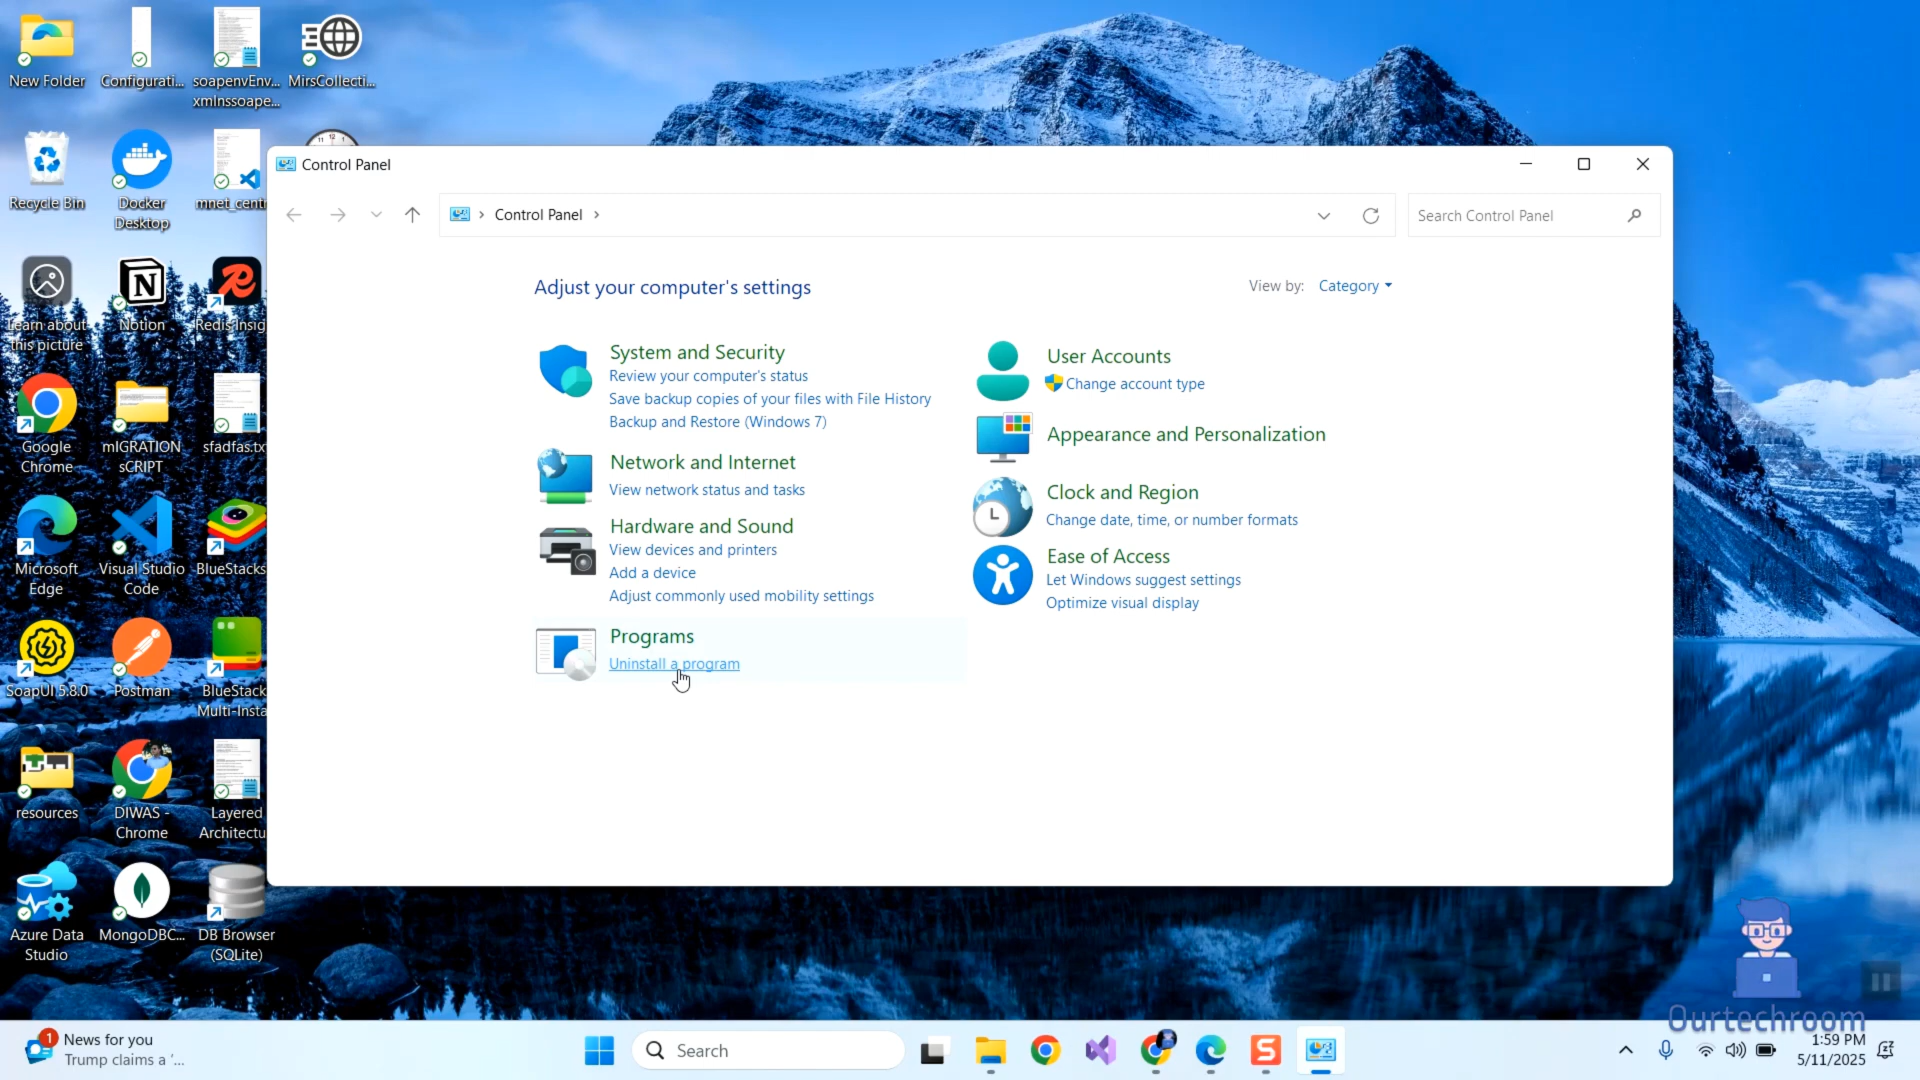 New Folder
Configurati...
soapenvEnv...
xmlnssoape...
MirsCollecti...
Recycle Bin
Docker
Desktop
mnet_centr
Learn about
this picture
Notion
Redis Insig
Google
Chrome
mIGRATION
sCRIPT
sfadfas.tx
Microsoft
Edge
Visual Studio
Code
BlueStacks
SoapUI 5.8.0
Postman
BlueStack
Multi-Insta
resources
DIWAS -
Chrome
Layered
Architectu
Azure Data
Studio
MongoDBC...
DB Browser
(SQLite)
Control Panel
Control Panel
Search Control Panel
Adjust your computer's settings
View by: Category
System and Security
Review your computer's status
Save backup copies of your files with File History
Backup and Restore (Windows 7)
Network and Internet
View network status and tasks
Hardware and Sound
View devices and printers
Add a device
Adjust commonly used mobility settings
Programs
Uninstall a program
User Accounts
Change account type
Appearance and Personalization
Clock and Region
Change date, time, or number formats
Ease of Access
Let Windows suggest settings
Optimize visual display
Ourtechroom
1
News for you
Trump claims a '...
Search
1:59 PM
5/11/2025